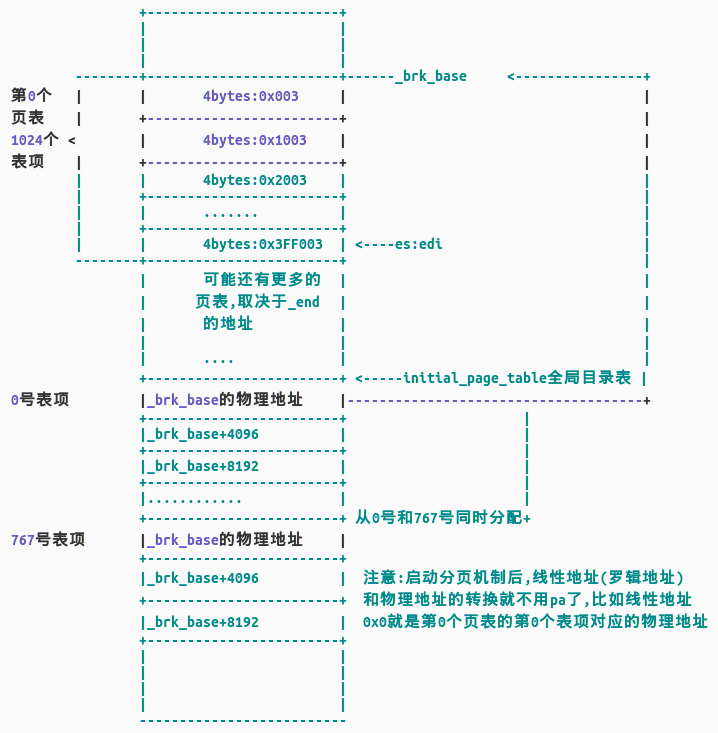 _brk_base <
第0个
4bytes:0x003
页表
1024个 <
4bytes:0x1003
表项
4bytes:0x2003
.......
4bytes:0x3FF003 <----es:edi
可能还有更多的
页表,取决于_end
的地址
....
<-----initial_page_table全局目录表
0号表项 _brk_base的物理地址
_brk_base+4096
_brk_base+8192
............
从0号和767号同时分配
767号表项 _brk_base的物理地址
_brk_base+4096 注意:启动分页机制后,线性地址(罗辑地址)
和物理地址的转换就不用pa了,比如线性地址
_brk_base+8192 0x0就是第0个页表的第0个表项对应的物理地址